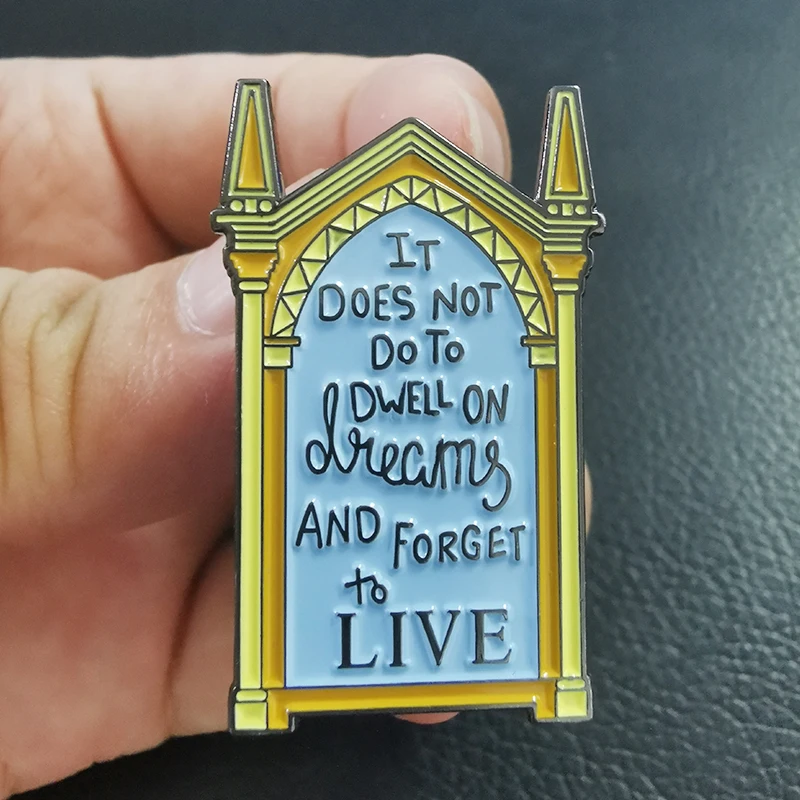 IT
DOES NOT
DO TO
DWELL ON
dreams
AND FORGET
to
LIVE